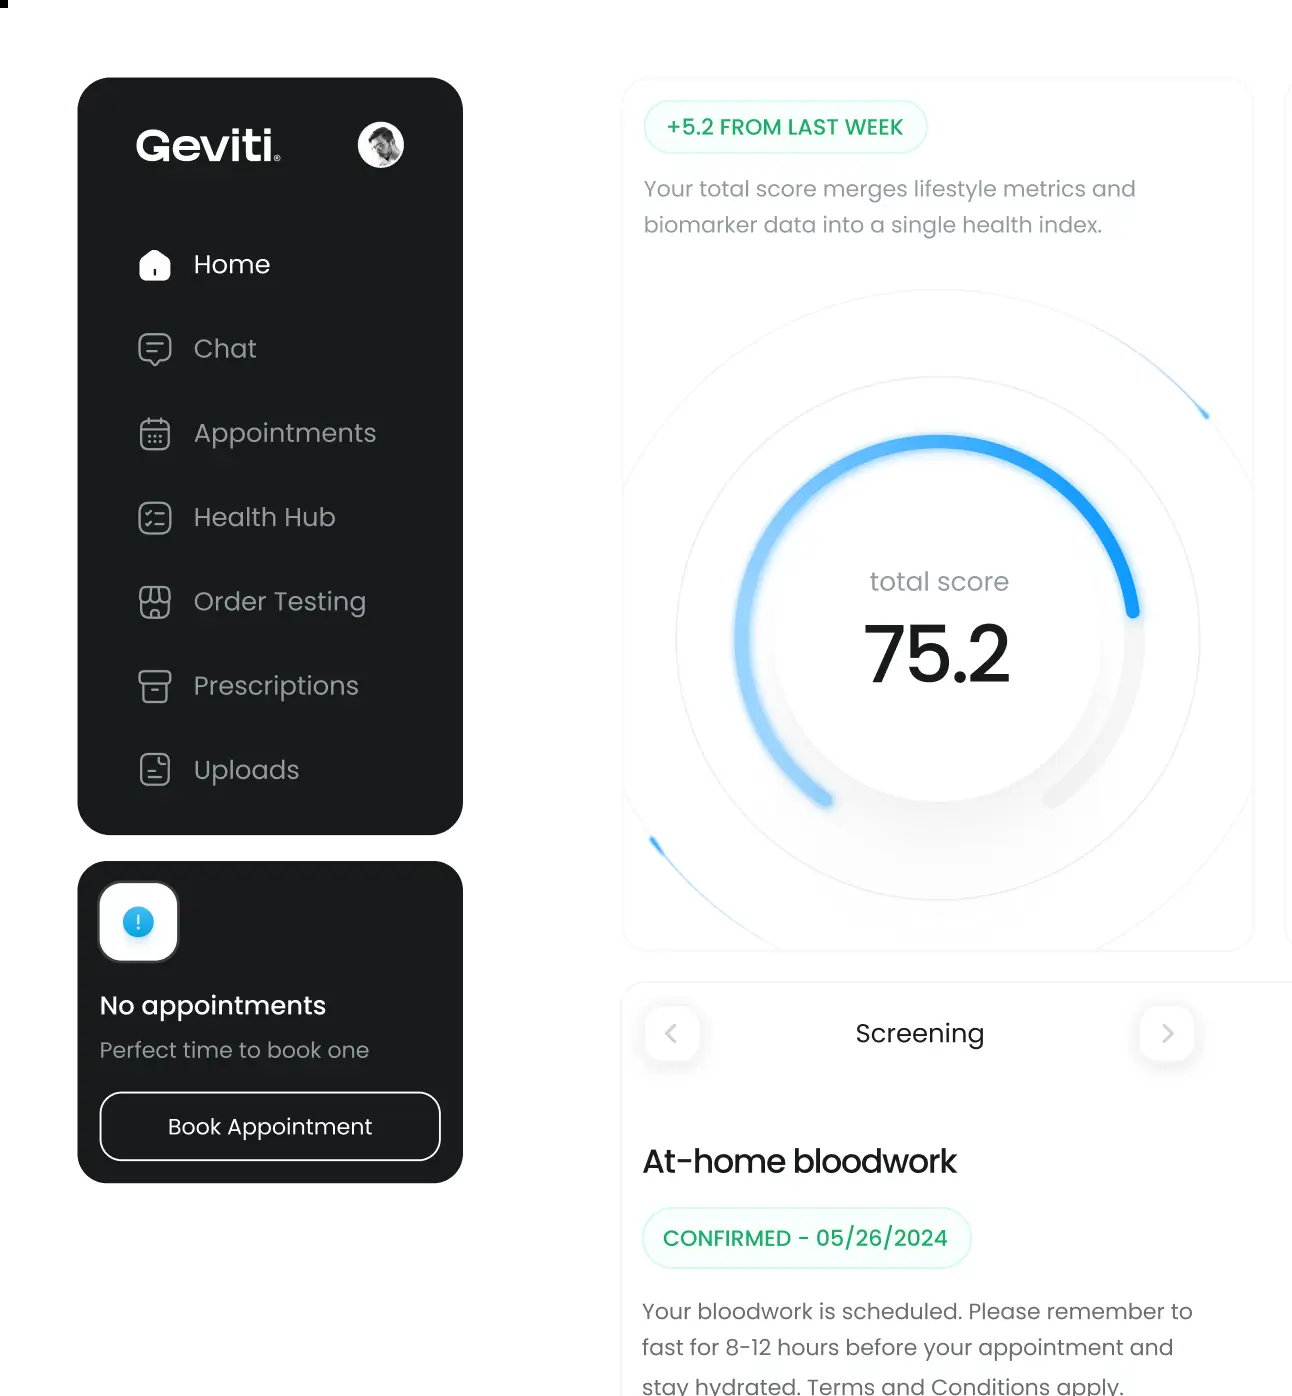 Geviti®
Home
Chat
Appointments
Health Hub
Order Testing
Prescriptions
Uploads
No appointments
Perfect time to book one
Book Appointment
+5.2 FROM LAST WEEK
Your total score merges lifestyle metrics and
biomarker data into a single health index.
total score
75.2
Screening
At-home bloodwork
CONFIRMED - 05/26/2024
Your bloodwork is scheduled. Please remember to
fast for 8-12 hours before your appointment and
stay hydrated. Terms and Conditions apply.